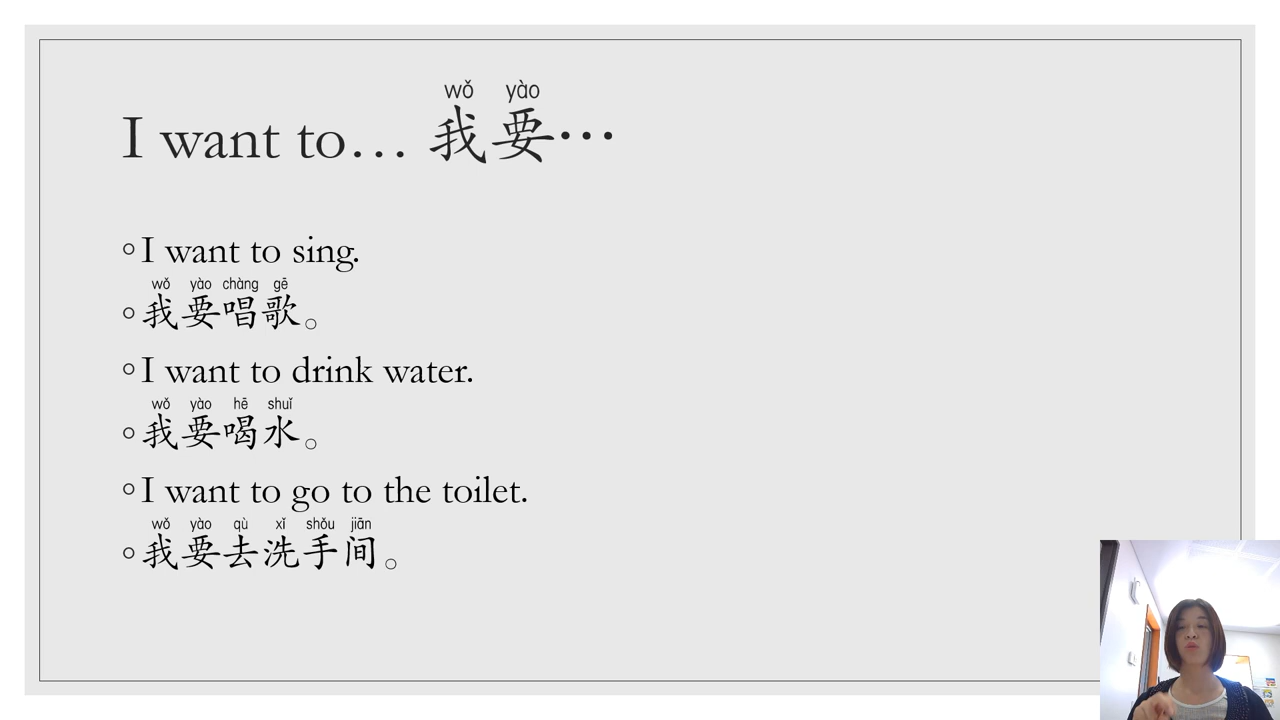 wǒ yào
I want to… 我要…
I want to sing.
wǒ yào chàng gē
我要唱歌。
I want to drink water.
wǒ yào hē shuǐ
我要喝水。
I want to go to the toilet.
wǒ yào qù xǐ shǒu jiān
我要去洗手间。